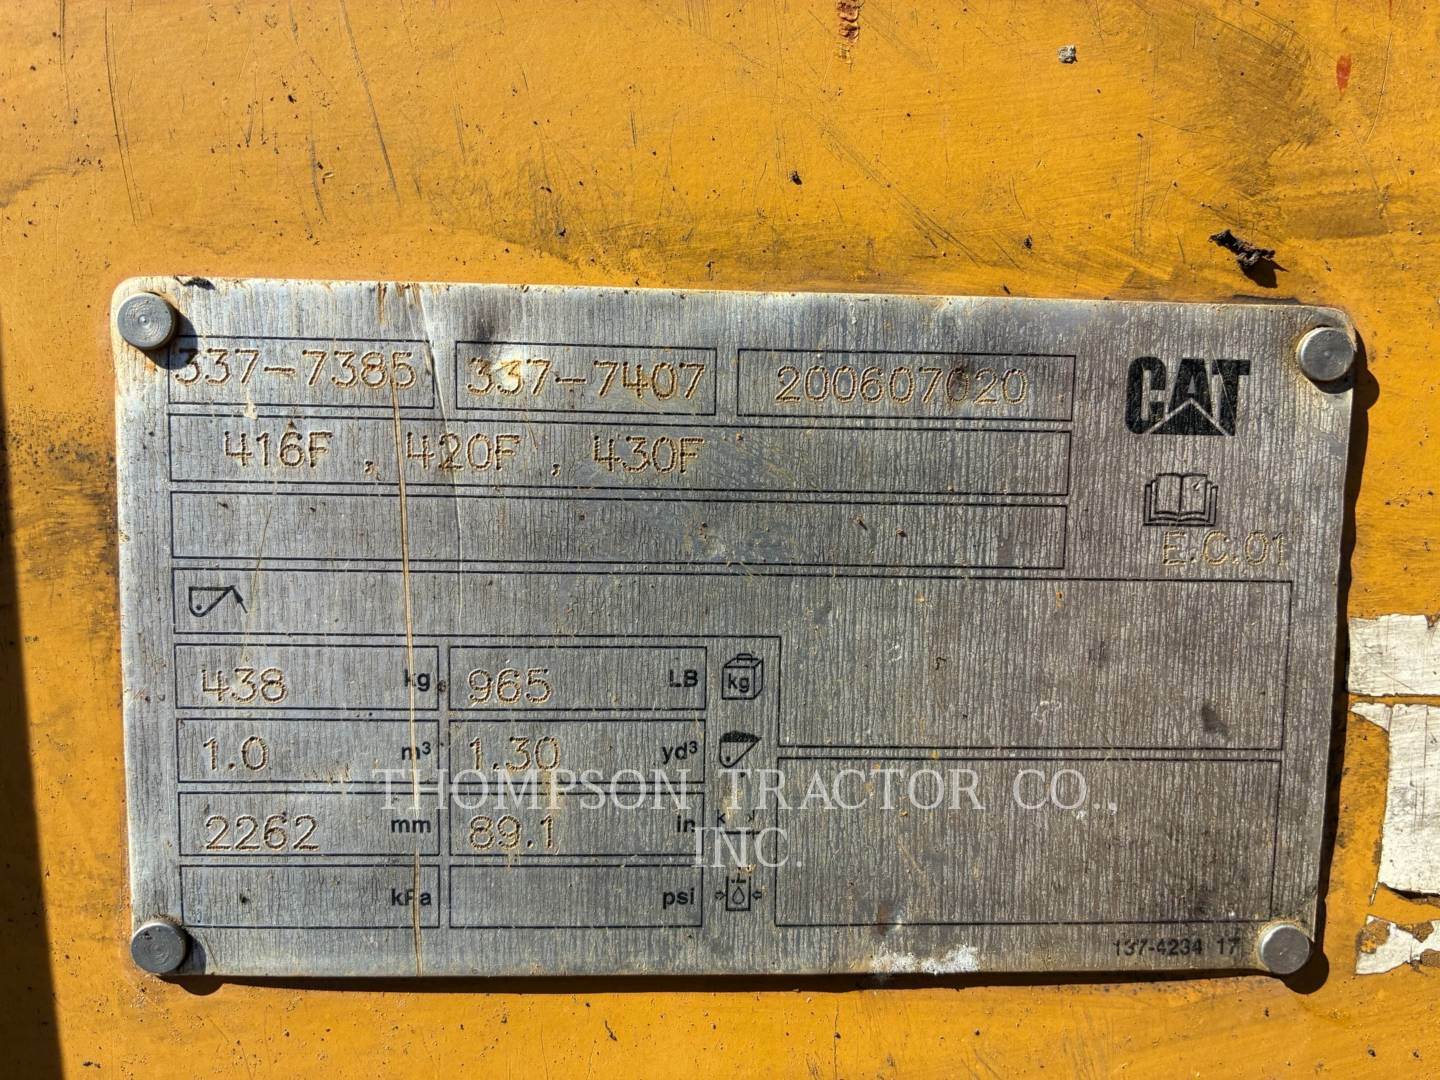 337-7385 337-7407 200607020
CAT
416F , 420F , 430F
E.C.01
438 kg 965 LB kg
1.0 m³ 1.30 yd³
THOMPSON TRACTOR CO.,
INC.
2262 mm 89.1 in
kPa psi
137-4234 17